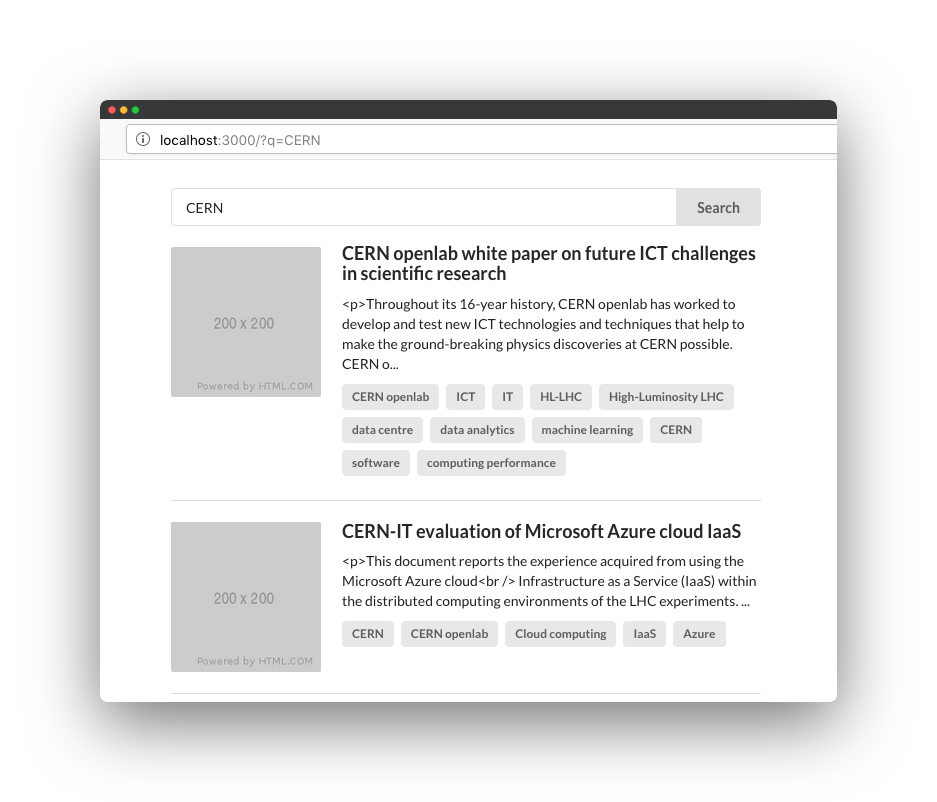 localhost:3000/?q=CERN
CERN
Search
200 x 200
Powered by HTML.COM
CERN openlab white paper on future ICT challenges
in scientific research
<p>Throughout its 16-year history, CERN openlab has worked to
develop and test new ICT technologies and techniques that help to
make the ground-breaking physics discoveries at CERN possible.
CERN o...
CERN openlab ICT IT HL-LHC High-Luminosity LHC
data centre data analytics machine learning CERN
software computing performance
200 x 200
Powered by HTML.COM
CERN-IT evaluation of Microsoft Azure cloud IaaS
<p>This document reports the experience acquired from using the
Microsoft Azure cloud<br /> Infrastructure as a Service (IaaS) within
the distributed computing environments of the LHC experiments. ...
CERN CERN openlab Cloud computing IaaS Azure